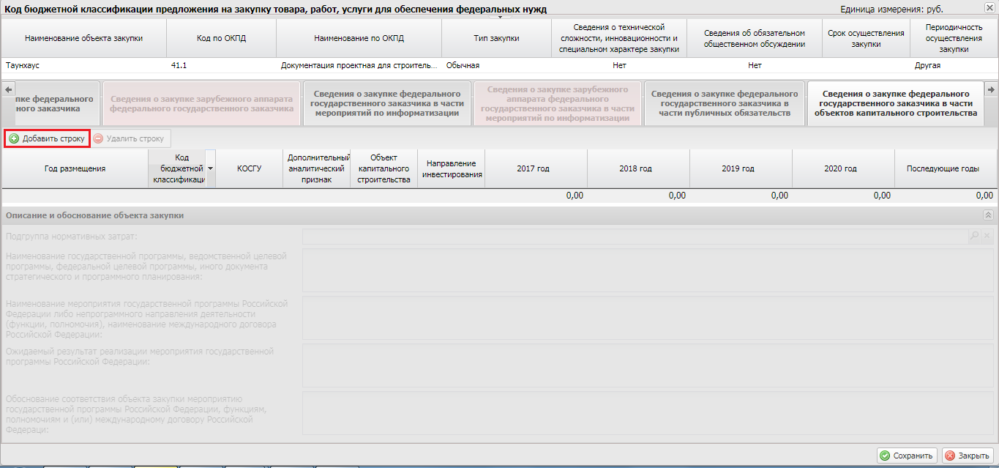 Код бюджетной классификации предложения на закупку товара, работ, услуги для обеспечения федеральных нужд
Единица измерения: руб.
Наименование объекта закупки
Код по ОКПД
Наименование по ОКПД
Тип закупки
Сведения о технической
сложности, инновационности и
специальном характере закупки
Сведения об обязательном
общественном обсуждении
Срок осуществления
закупки
Периодичность
осуществления
закупки
Таунхаус
41.1
Документация проектная для строитель...
Обычная
Нет
Нет
Другая
пке федерального
ного заказчика
Сведения о закупке зарубежного аппарата
федерального государственного заказчика
Сведения о закупке федерального
государственного заказчика в части
мероприятий по информатизации
Сведения о закупке зарубежного
аппарата федерального
государственного заказчика в части
мероприятий по информатизации
Сведения о закупке федерального
государственного заказчика в
части публичных обязательств
Сведения о закупке федерального
государственного заказчика в части
объектов капитального строительства
Добавить строку
Удалить строку
Год размещения
Код
бюджетной
классификаци
КОСГУ
Дополнительный
аналитический
признак
Объект
капитального
строительства
Направление
инвестирования
2017 год
2018 год
2019 год
2020 год
Последующие годы
0,00
0,00
0,00
0,00
0,00
Описание и обоснование объекта закупки
Подгруппа нормативных затрат:
Наименование государственной программы, ведомственной целевой
программы, федеральной целевой программы, иного документа
стратегического и программного планирования:
Наименование мероприятия государственной программы Российской
Федерации либо непрограммного направления деятельности
(функции, полномочия), наименование международного договора
Российской Федерации:
Ожидаемый результат реализации мероприятия государственной
программы Российской Федерации:
Обоснование соответствия объекта закупки мероприятию
государственной программы Российской Федерации, функциям,
полномочиям и (или) международному договору Российской
Федераци:
Сохранить
Закрыть